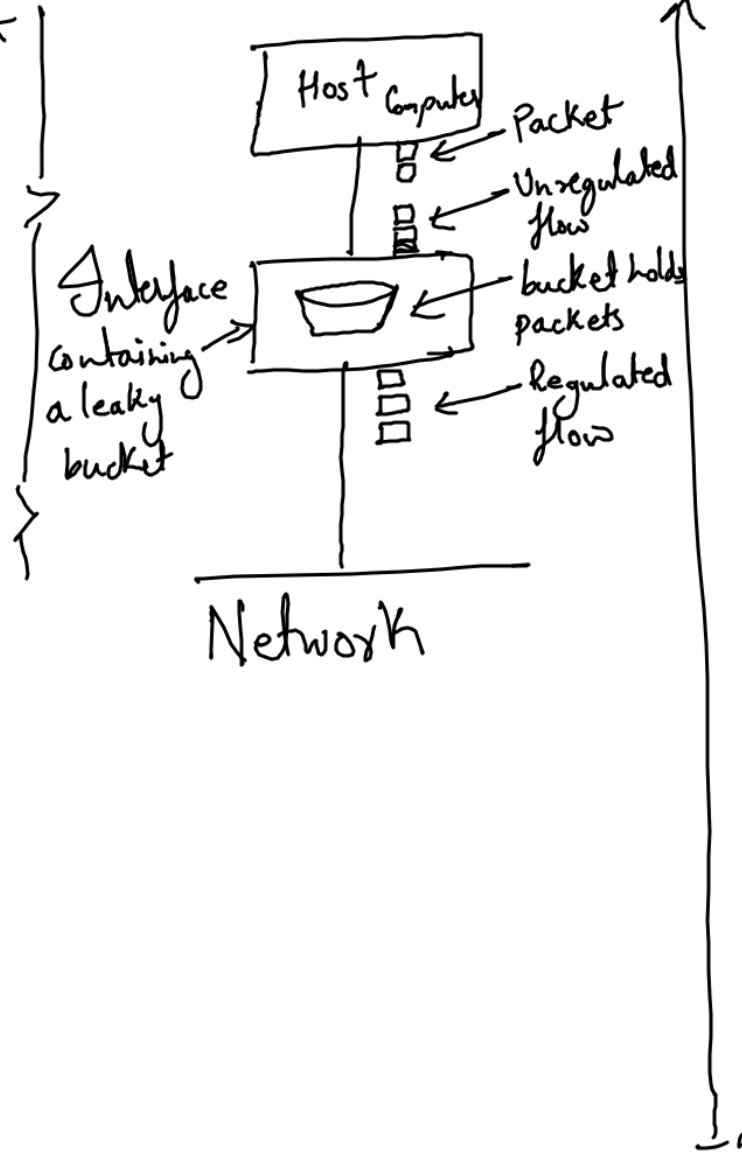 Host Computer
Packet
Unregulated
flow
Interface
containing
a leaky
bucket
bucket holds
packets
Regulated
flow
Network